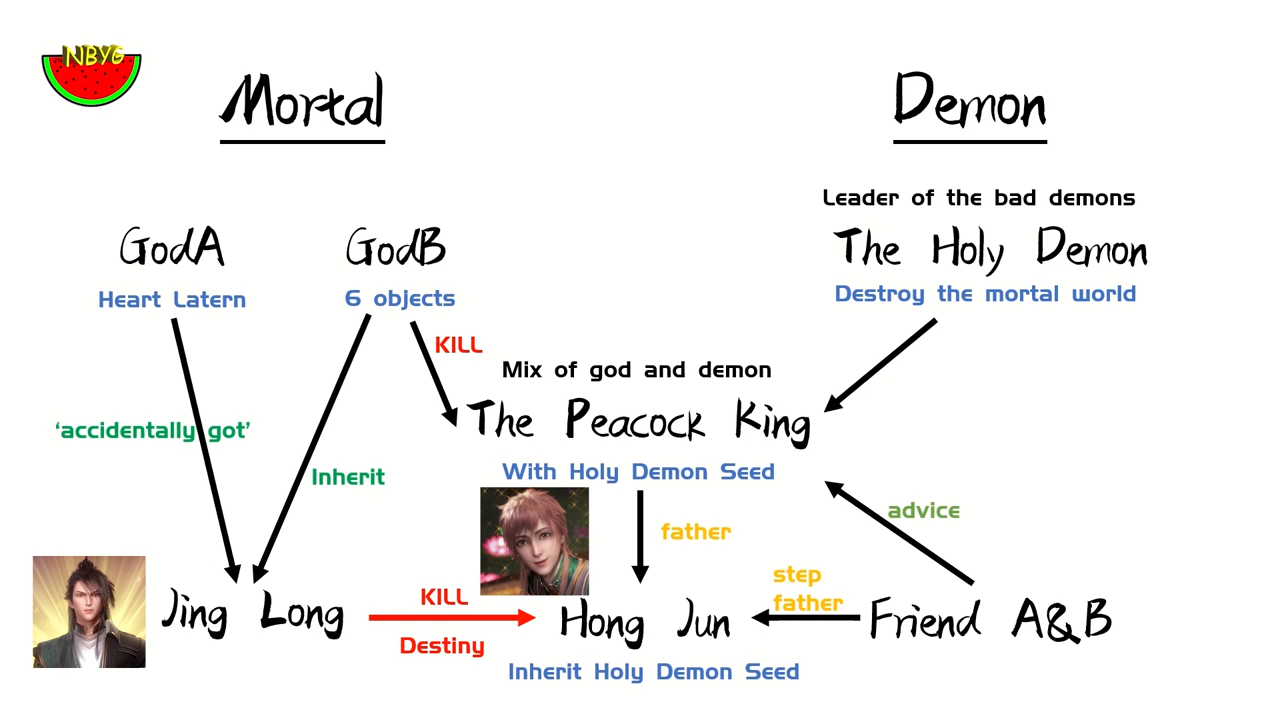 NBYG
Mortal
Demon
Leader of the bad demons
GodA
GodB
The Holy Demon
Heart Latern
6 objects
Destroy the mortal world
KILL
Mix of god and demon
The Peacock King
'accidentally got'
Inherit
With Holy Demon Seed
advice
father
step
father
KILL
Jing Long
Hong Jun
Friend A&B
Destiny
Inherit Holy Demon Seed